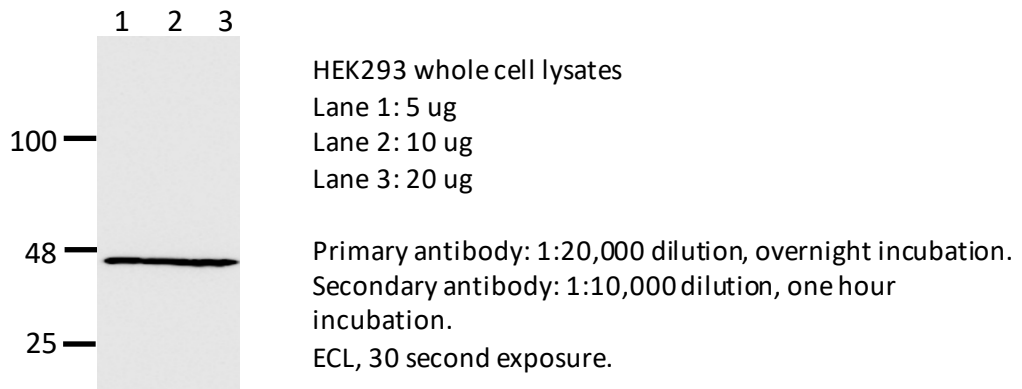 1 2 3
HEK293 whole cell lysates
Lane 1: 5 ug
100
Lane 2: 10 ug
Lane 3: 20 ug
48
Primary antibody: 1:20,000 dilution, overnight incubation.
Secondary antibody: 1:10,000 dilution, one hour
incubation.
25
ECL, 30 second exposure.